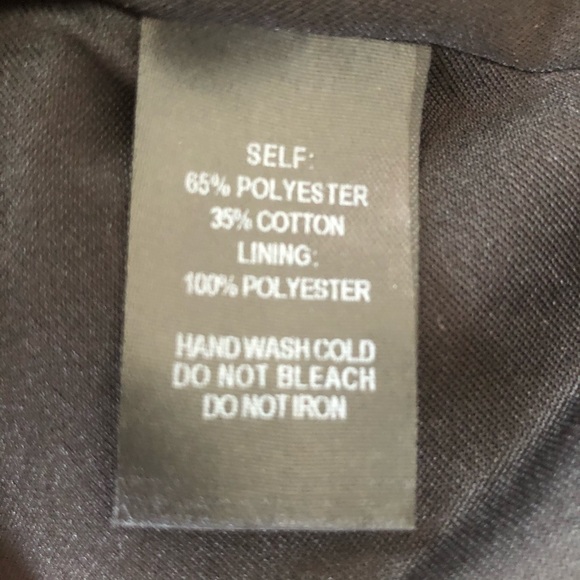 SELF:
65% POLYESTER
35% COTTON
LINING:
100% POLYESTER
HAND WASH COLD
DO NOT BLEACH
DO NOT IRON